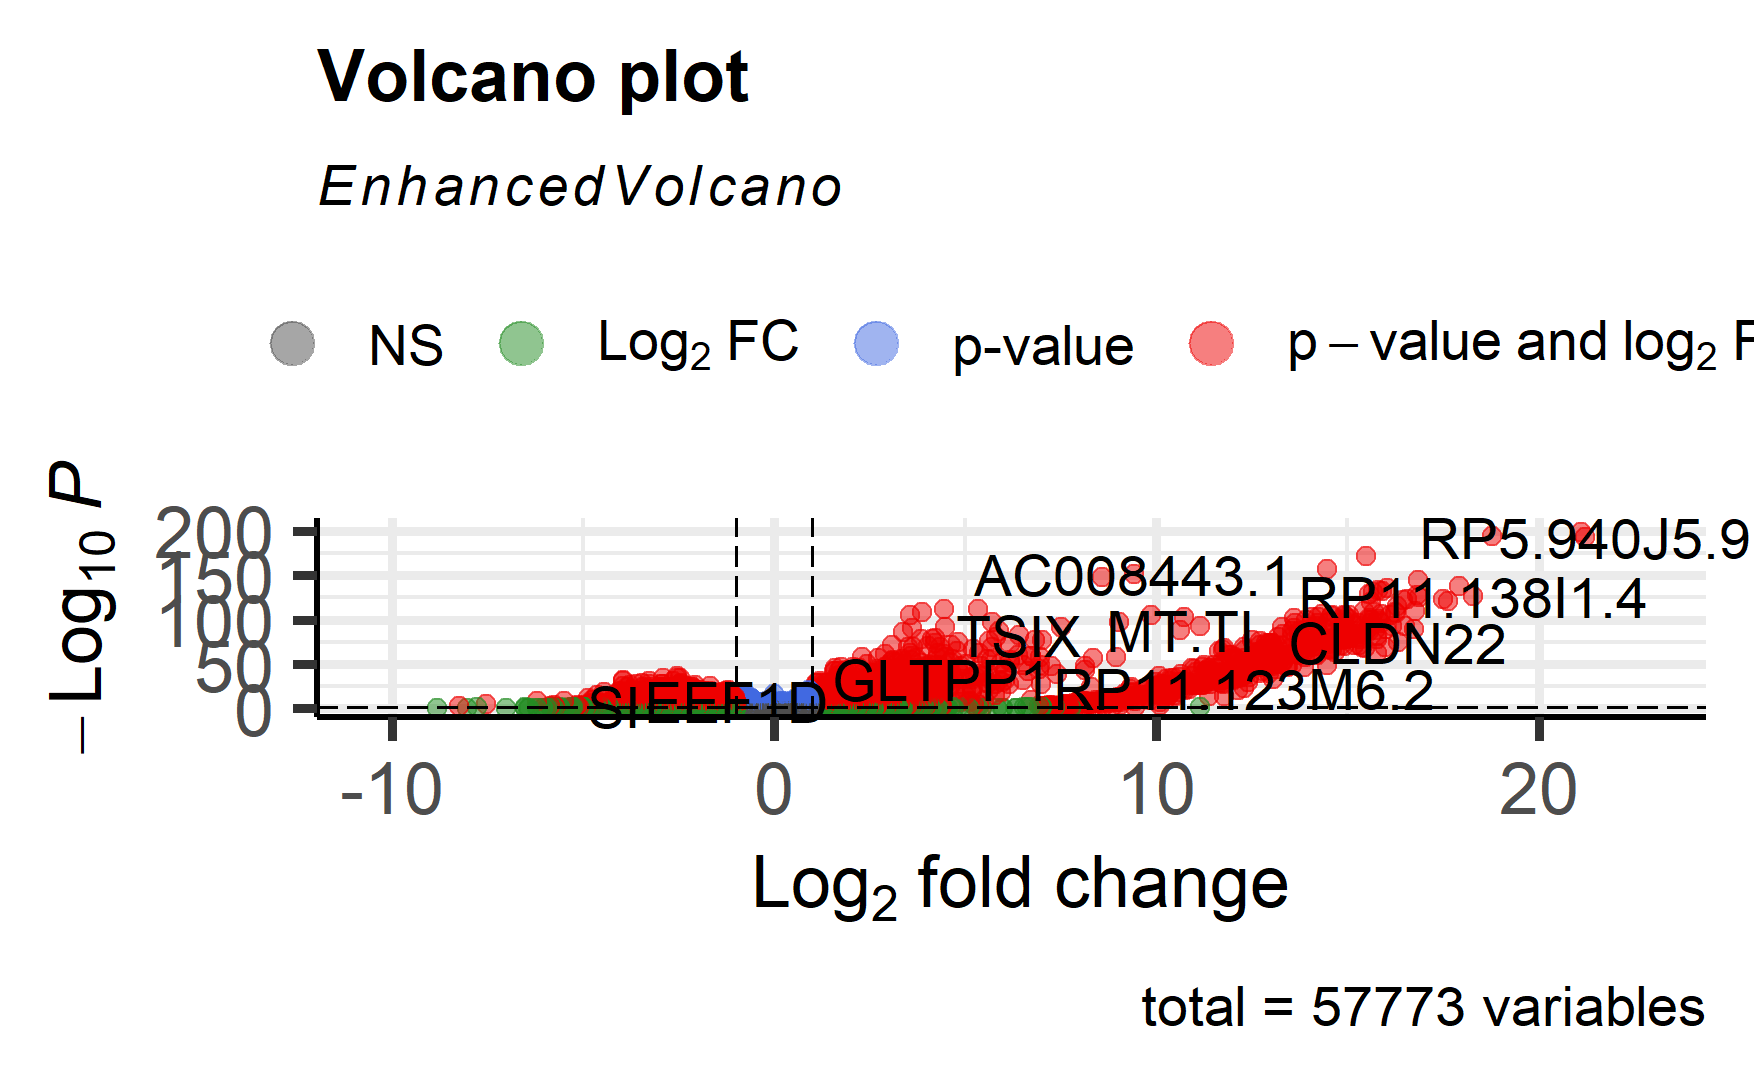 Volcano plot
EnhancedVolcano
NS Log2 FC p-value p − value and log2 F
−Log10 P
200
150
100
50
0
RP5.940J5.9
AC008443.1
RP11.138I1.4
TSIX MT.TI CLDN22
GLTPP1 RP11.123M6.2
EEF1D
-10 0 10 20
Log2 fold change
total = 57773 variables